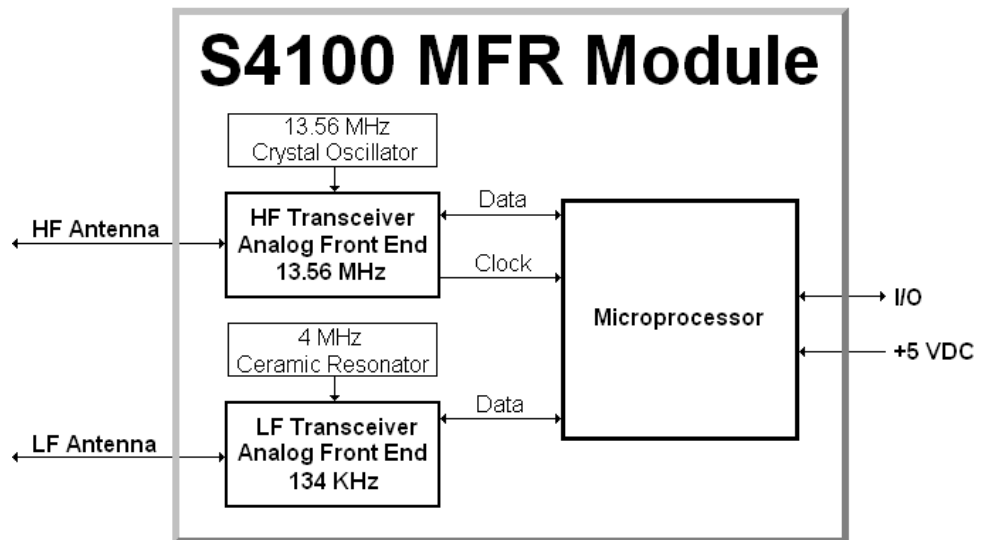 S4100 MFR Module
13.56 MHz
Crystal Oscillator
HF Antenna
HF Transceiver
Analog Front End
13.56 MHz
Data
Clock
Microprocessor
I/O
+5 VDC
4 MHz
Ceramic Resonator
LF Antenna
LF Transceiver
Analog Front End
134 KHz
Data